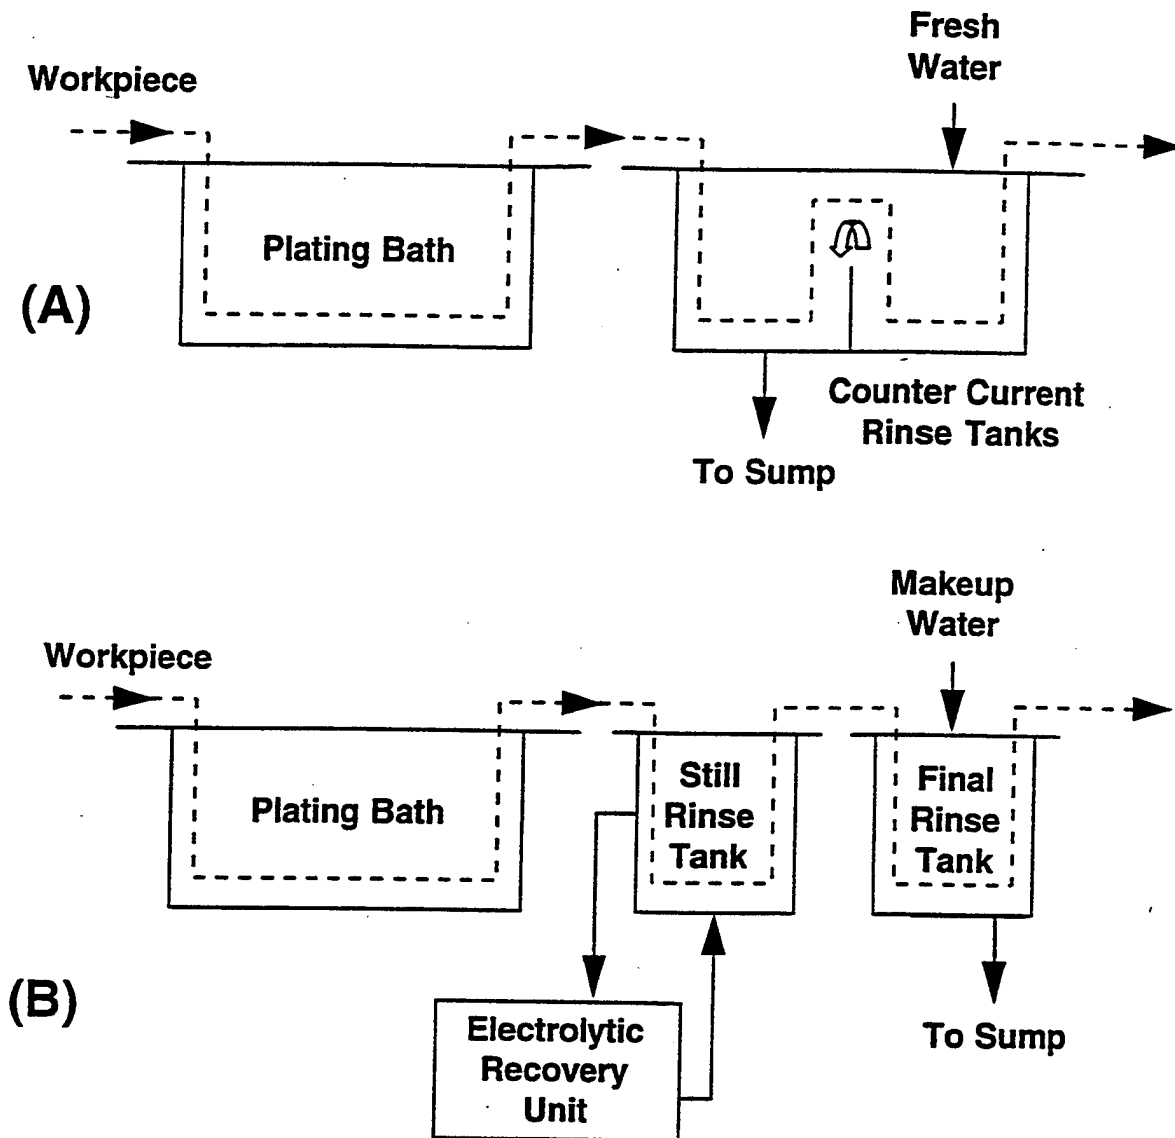 Fresh
Water
Workpiece
Plating Bath
(A)
Counter Current
Rinse Tanks
To Sump
Makeup
Water
Workpiece
Still
Rinse
Tank
Final
Rinse
Tank
Plating Bath
(B)
Electrolytic
Recovery
Unit
To Sump